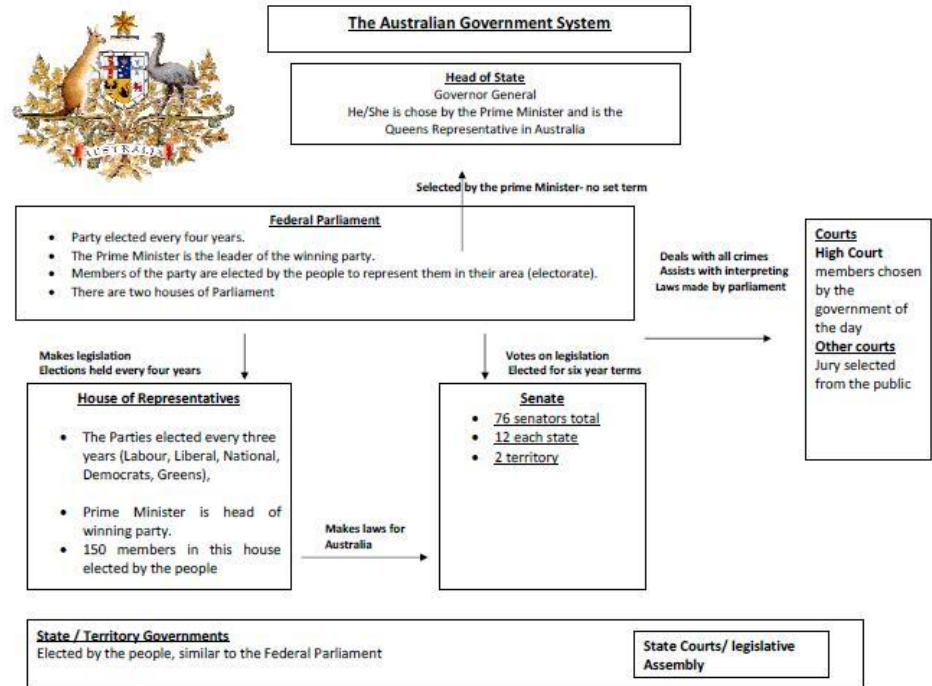 The Australian Government System
Head of State
Governor General
He/She is chose by the Prime Minister and is the
Queens Representative in Australia
AUSTRALIA
Selected by the prime Minister- no set term
Federal Parliament
• Party elected every four years.
• The Prime Minister is the leader of the winning party.
• Members of the party are elected by the people to represent them in their area (electorate).
• There are two houses of Parliament
Deals with all crimes
Assists with interpreting
Laws made by parliament
Courts
High Court
members chosen
by the
government of
the day
Other courts
Jury selected
from the public
Makes legislation
Elections held every four years
Votes on legislation
Elected for six year terms
House of Representatives
• The Parties elected every three
years (Labour, Liberal, National,
Democrats, Greens),
• Prime Minister is head of
winning party.
• 150 members in this house
elected by the people
Makes laws for
Australia
Senate
• 76 senators total
• 12 each state
• 2 territory
State / Territory Governments
Elected by the people, similar to the Federal Parliament
State Courts/ legislative
Assembly